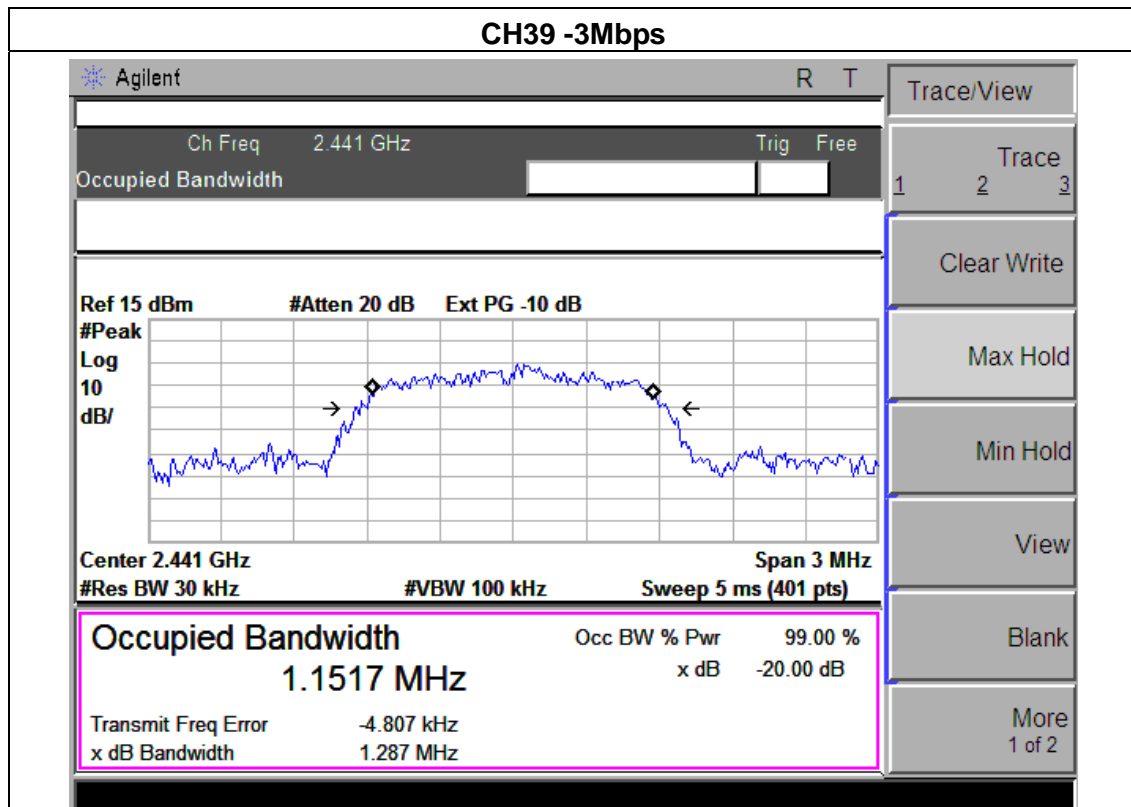 CH39 -3Mbps
Agilent R T
Ch Freq 2.441 GHz Trig Free
Occupied Bandwidth
Ref 15 dBm #Atten 20 dB Ext PG -10 dB
#Peak
Log
10
dB/
Center 2.441 GHz Span 3 MHz
#Res BW 30 kHz #VBW 100 kHz Sweep 5 ms (401 pts)
Occupied Bandwidth Occ BW % Pwr 99.00 %
1.1517 MHz x dB -20.00 dB
Transmit Freq Error -4.807 kHz
x dB Bandwidth 1.287 MHz
Trace/View
Trace
1 2 3
Clear Write
Max Hold
Min Hold
View
Blank
More
1 of 2